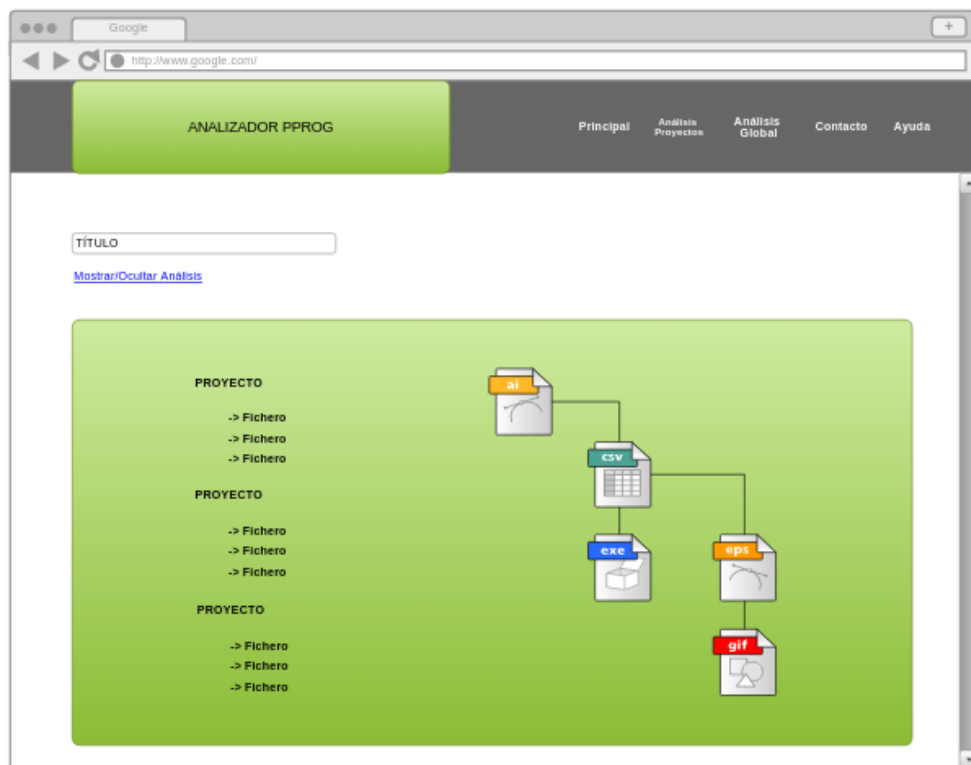 Google
+
http://www.google.com/
ANALIZADOR PPROG
Principal
Análisis
Proyectos
Análisis
Global
Contacto
Ayuda
TÍTULO
Mostrar/Ocultar Análisis
PROYECTO
-> Fichero
-> Fichero
-> Fichero
PROYECTO
-> Fichero
-> Fichero
-> Fichero
PROYECTO
-> Fichero
-> Fichero
-> Fichero
ai
csv
exe
eps
gif